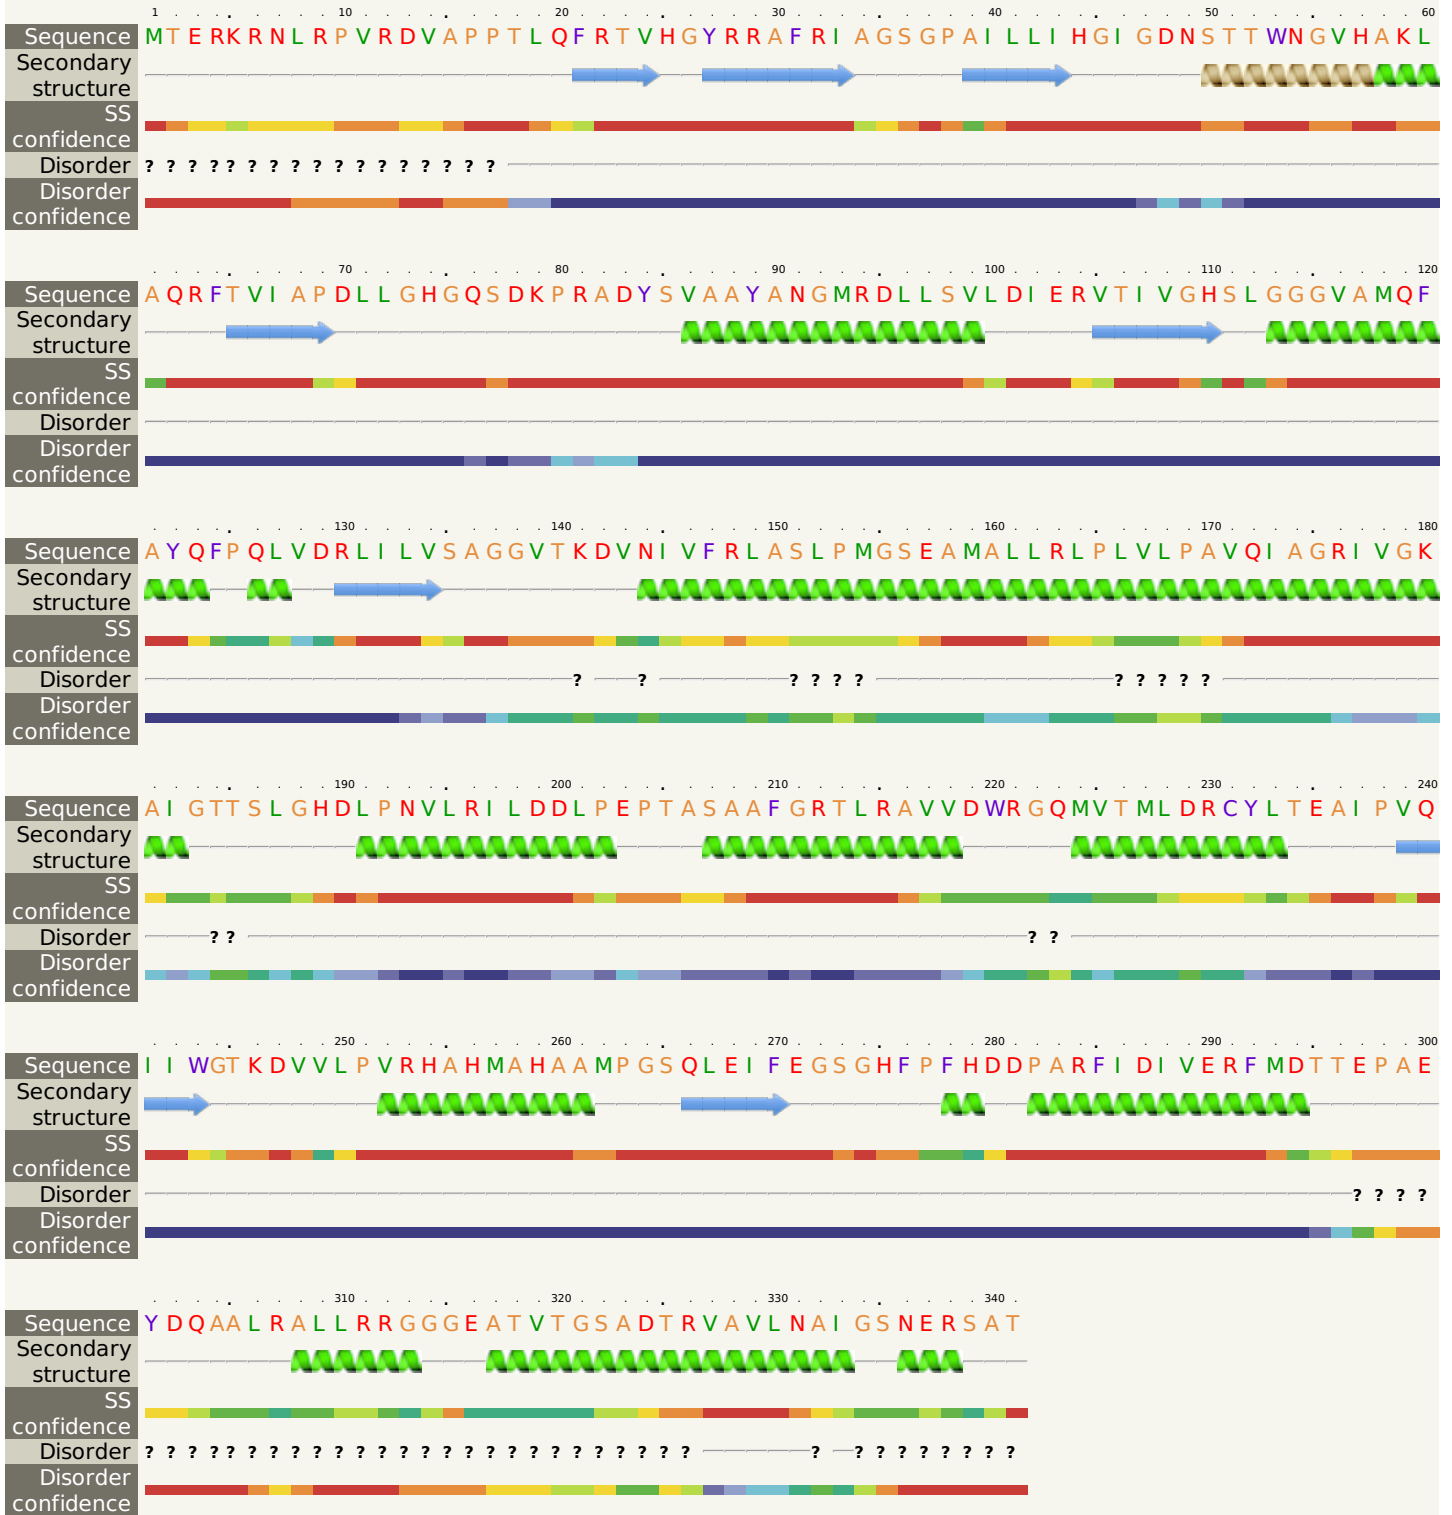 1 10 20 30 40 50 60
Sequence MTERKRNLRPVRDVAPPTLQFRTVHGYRRAFRIAGSGPAILLIHGIGDNSTTWNGVHAKL
Secondary
structure
SS
confidence
Disorder ? ? ? ? ? ? ? ? ? ? ? ? ? ? ? ? ?
Disorder
confidence
70 80 90 100 110 120
Sequence AQRFTVIAPDLLGHGQSDKPRADYSVAAYANGMRDLLSVLDIERVTIVGHSLGGGVAMQF
Secondary
structure
SS
confidence
Disorder
Disorder
confidence
130 140 150 160 170 180
Sequence AYQFPQLVDRLILVSAGGVTKDVNIVFRLASLPMGSEAMALLRLPLVLPAVQIAGRIVGK
Secondary
structure
SS
confidence
Disorder ? ? ? ? ? ? ? ? ? ? ?
Disorder
confidence
190 200 210 220 230 240
Sequence AIGTTSLGHDLPNVLRILDDLPEPTASAAFGRTLRAVVDWRGQMVTMLDRCYLTEAIPVQ
Secondary
structure
SS
confidence
Disorder ? ? ? ?
Disorder
confidence
250 260 270 280 290 300
Sequence IIWGTKDVVLPVRHAHMAHAAMPGSQLEIFEGSGHFPFHDDPARFIDIVERFMDTTEPAE
Secondary
structure
SS
confidence
Disorder ? ? ? ?
Disorder
confidence
310 320 330 340
Sequence YDQAALRALLRRGGGEATVTGSADTRVAVLNAIGSNERSAT
Secondary
structure
SS
confidence
Disorder ? ? ? ? ? ? ? ? ? ? ? ? ? ? ? ? ? ? ? ? ? ? ? ? ? ? ? ? ? ? ? ? ? ? ?
Disorder
confidence